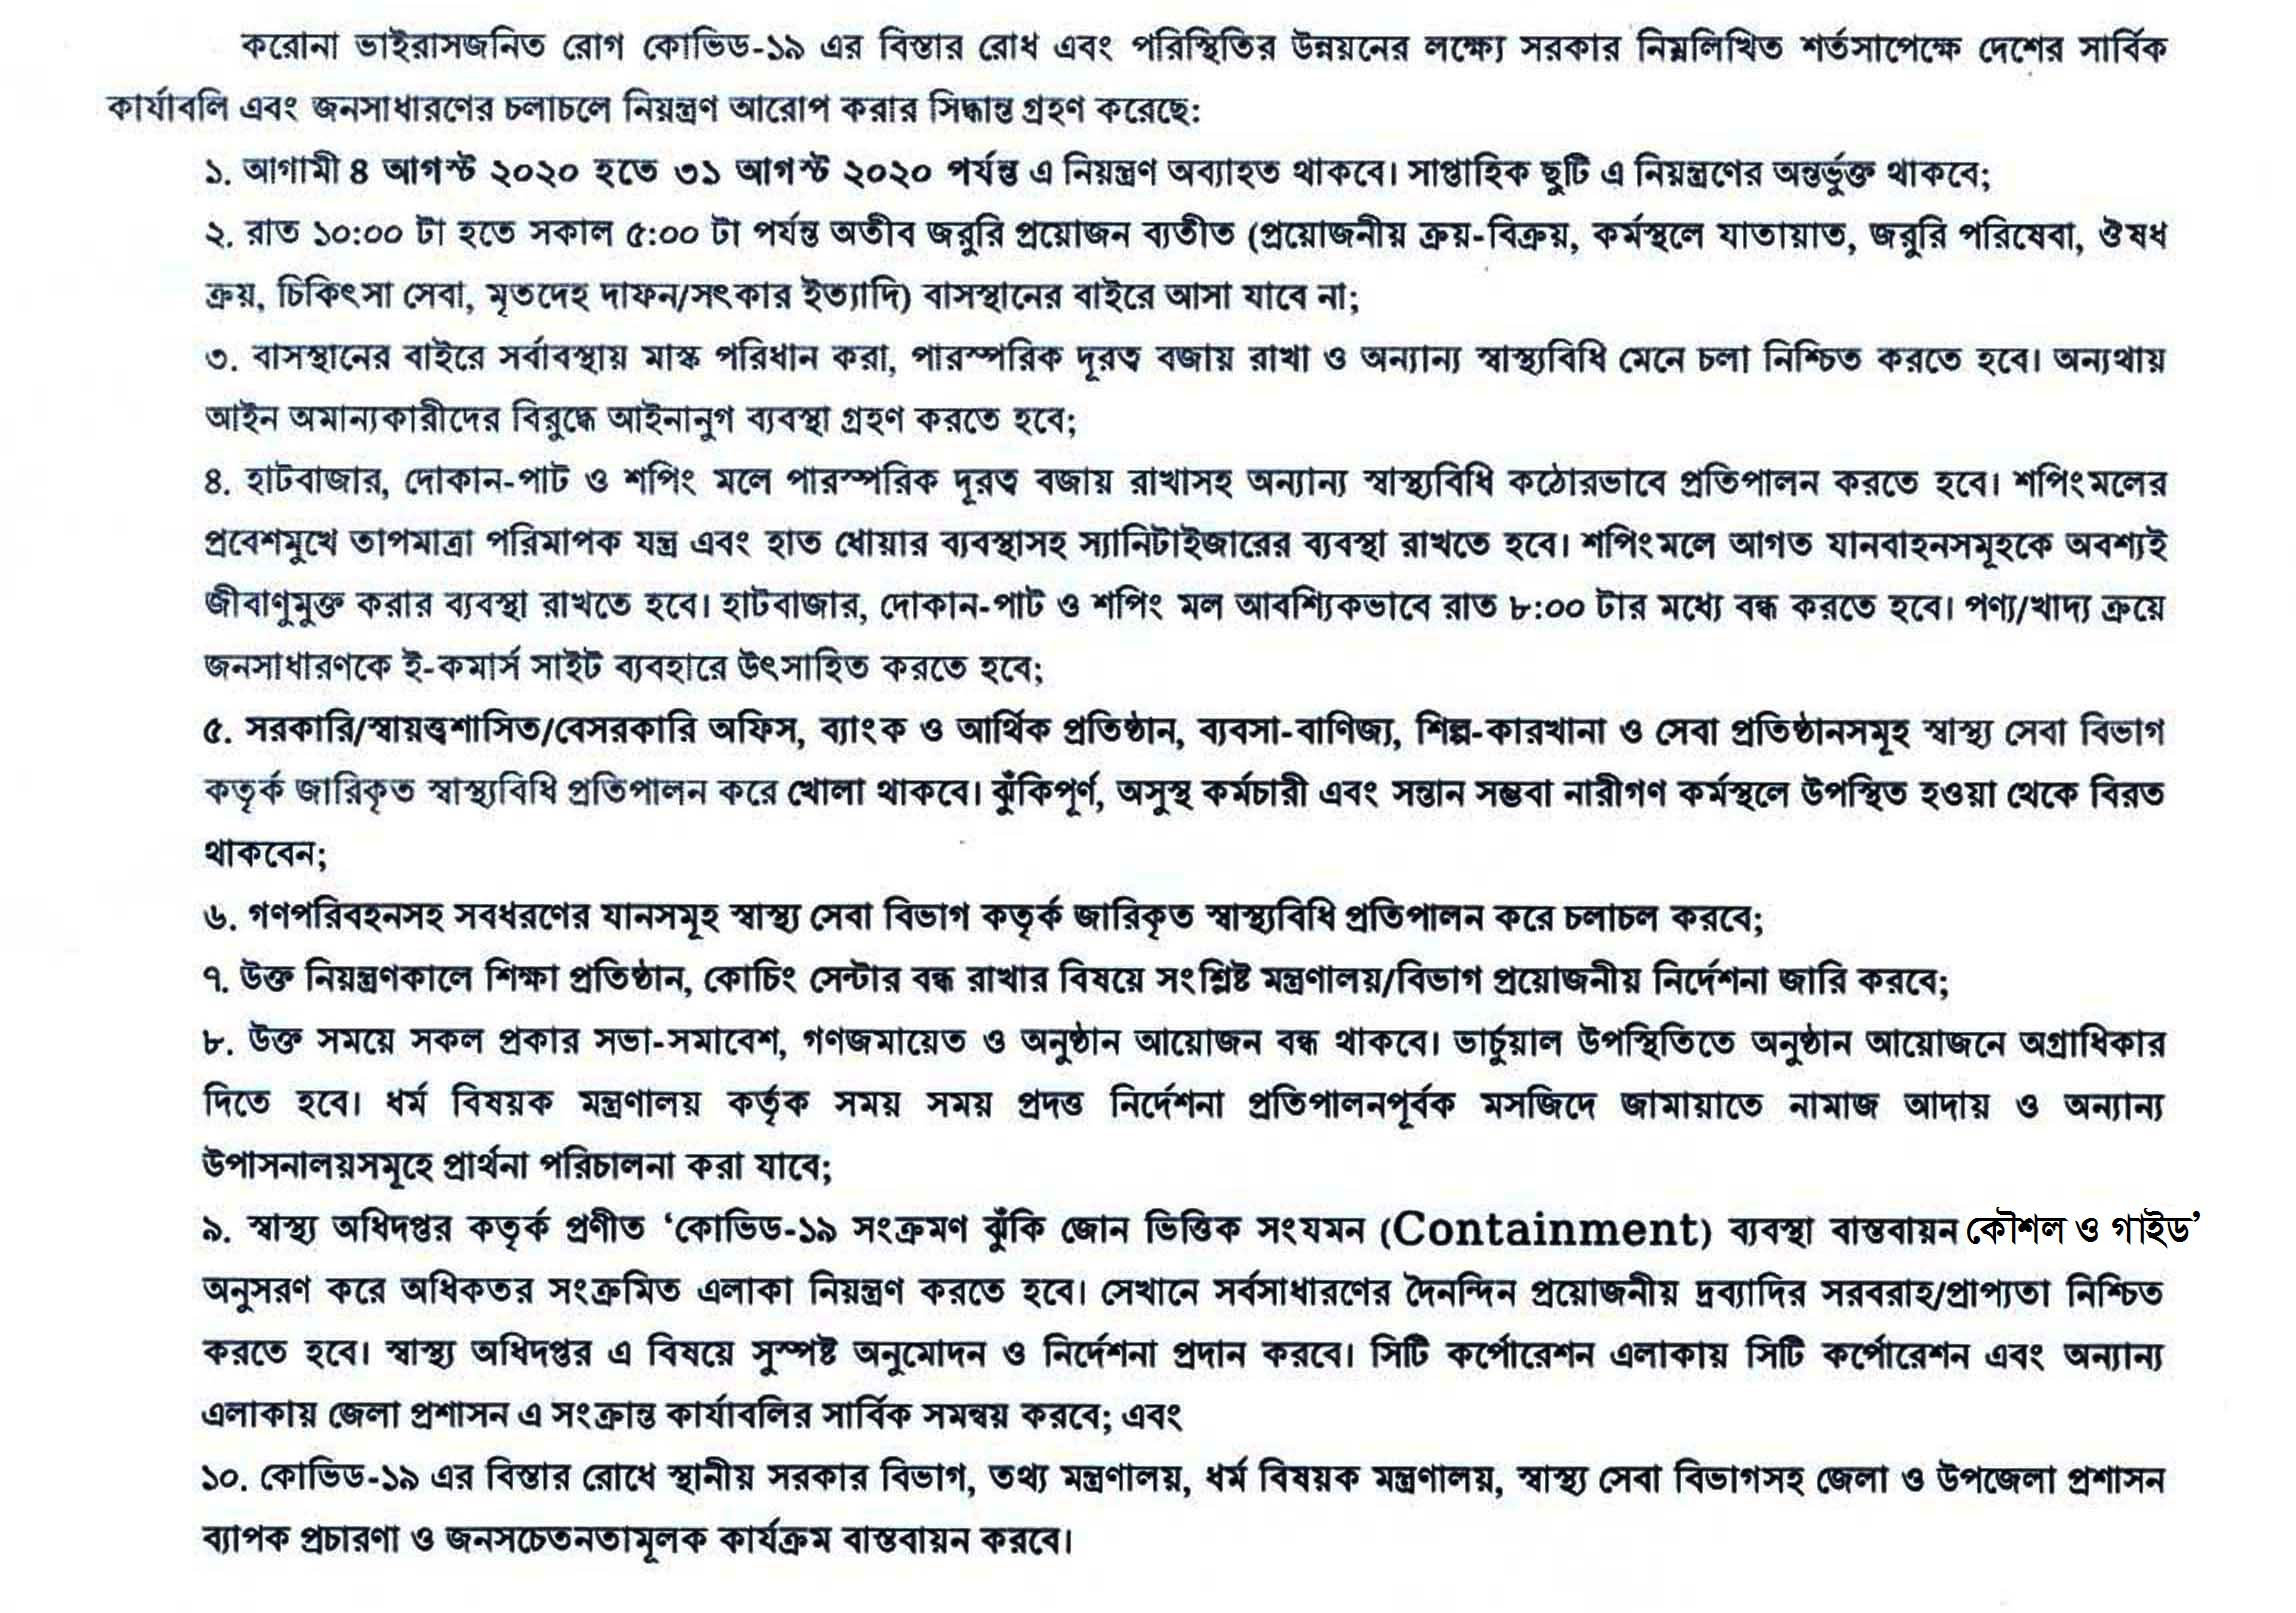 করোনা ভাইরাসজনিত রোগ কোভিড-১৯ এর বিস্তার রোধ এবং পরিস্থিতির উন্নয়নের লক্ষ্যে সরকার নিম্নলিখিত শর্তসাপেক্ষে দেশের সার্বিক
কার্যাবলি এবং জনসাধারণের চলাচলে নিয়ন্ত্রণ আরোপ করার সিদ্ধান্ত গ্রহণ করেছে:
১. আগামী ৪ আগস্ট ২০২০ হতে ৩১ আগস্ট ২০২০ পর্যন্ত এ নিয়ন্ত্রণ অব্যাহত থাকবে। সাপ্তাহিক ছুটি এ নিয়ন্ত্রণের অন্তর্ভুক্ত থাকবে;
২. রাত ১০:০০ টা হতে সকাল ৫:০০ টা পর্যন্ত অতীব জরুরি প্রয়োজন ব্যতীত (প্রয়োজনীয় ক্রয়-বিক্রয়, কর্মস্থলে যাতায়াত, জরুরি পরিষেবা, ঔষধ
ক্রয়, চিকিৎসা সেবা, মৃতদেহ দাফন/সৎকার ইত্যাদি) বাসস্থানের বাইরে আসা যাবে না;
৩. বাসস্থানের বাইরে সর্বাবস্থায় মাস্ক পরিধান করা, পারস্পরিক দূরত্ব বজায় রাখা ও অন্যান্য স্বাস্থ্যবিধি মেনে চলা নিশ্চিত করতে হবে। অন্যথায়
আইন অমান্যকারীদের বিরুদ্ধে আইনানুগ ব্যবস্থা গ্রহণ করতে হবে;
৪. হাটবাজার, দোকান-পাট ও শপিং মলে পারস্পরিক দূরত্ব বজায় রাখাসহ অন্যান্য স্বাস্থ্যবিধি কঠোরভাবে প্রতিপালন করতে হবে। শপিংমলের
প্রবেশমুখে তাপমাত্রা পরিমাপক যন্ত্র এবং হাত ধোয়ার ব্যবস্থাসহ স্যানিটাইজারের ব্যবস্থা রাখতে হবে। শপিংমলে আগত যানবাহনসমূহকে অবশ্যই
জীবাণুমুক্ত করার ব্যবস্থা রাখতে হবে। হাটবাজার, দোকান-পাট ও শপিং মল আবশ্যিকভাবে রাত ৮:০০ টার মধ্যে বন্ধ করতে হবে। পণ্য/খাদ্য ক্রয়ে
জনসাধারণকে ই-কমার্স সাইট ব্যবহারে উৎসাহিত করতে হবে;
৫. সরকারি/স্বায়ত্ত্বশাসিত/বেসরকারি অফিস, ব্যাংক ও আর্থিক প্রতিষ্ঠান, ব্যবসা-বাণিজ্য, শিল্প-কারখানা ও সেবা প্রতিষ্ঠানসমূহ স্বাস্থ্য সেবা বিভাগ
কতৃর্ক জারিকৃত স্বাস্থ্যবিধি প্রতিপালন করে খোলা থাকবে। ঝুঁকিপূর্ণ, অসুস্থ কর্মচারী এবং সন্তান সম্ভবা নারীগণ কর্মস্থলে উপস্থিত হওয়া থেকে বিরত
থাকবেন;
৬. গণপরিবহনসহ সবধরণের যানসমূহ স্বাস্থ্য সেবা বিভাগ কতৃর্ক জারিকৃত স্বাস্থ্যবিধি প্রতিপালন করে চলাচল করবে;
৭. উক্ত নিয়ন্ত্রণকালে শিক্ষা প্রতিষ্ঠান, কোচিং সেন্টার বন্ধ রাখার বিষয়ে সংশ্লিষ্ট মন্ত্রণালয়/বিভাগ প্রয়োজনীয় নির্দেশনা জারি করবে;
৮. উক্ত সময়ে সকল প্রকার সভা-সমাবেশ, গণজমায়েত ও অনুষ্ঠান আয়োজন বন্ধ থাকবে। ভার্চুয়াল উপস্থিতিতে অনুষ্ঠান আয়োজনে অগ্রাধিকার
দিতে হবে। ধর্ম বিষয়ক মন্ত্রণালয় কর্তৃক সময় সময় প্রদত্ত নির্দেশনা প্রতিপালনপূর্বক মসজিদে জামায়াতে নামাজ আদায় ও অন্যান্য
উপাসনালয়সমূহে প্রার্থনা পরিচালনা করা যাবে;
৯. স্বাস্থ্য অধিদপ্তর কতৃর্ক প্রণীত ‘কোভিড-১৯ সংক্রমণ ঝুঁকি জোন ভিত্তিক সংযমন (Containment) ব্যবস্থা বাস্তবায়ন কৌশল ও গাইড’
অনুসরণ করে অধিকতর সংক্রমিত এলাকা নিয়ন্ত্রণ করতে হবে। সেখানে সর্বসাধারণের দৈনন্দিন প্রয়োজনীয় দ্রব্যাদির সরবরাহ/প্রাপ্যতা নিশ্চিত
করতে হবে। স্বাস্থ্য অধিদপ্তর এ বিষয়ে সুস্পষ্ট অনুমোদন ও নির্দেশনা প্রদান করবে। সিটি কর্পোরেশন এলাকায় সিটি কর্পোরেশন এবং অন্যান্য
এলাকায় জেলা প্রশাসন এ সংক্রান্ত কার্যাবলির সার্বিক সমন্বয় করবে; এবং
১০. কোভিড-১৯ এর বিস্তার রোধে স্থানীয় সরকার বিভাগ, তথ্য মন্ত্রণালয়, ধর্ম বিষয়ক মন্ত্রণালয়, স্বাস্থ্য সেবা বিভাগসহ জেলা ও উপজেলা প্রশাসন
ব্যাপক প্রচারণা ও জনসচেতনতামূলক কার্যক্রম বাস্তবায়ন করবে।